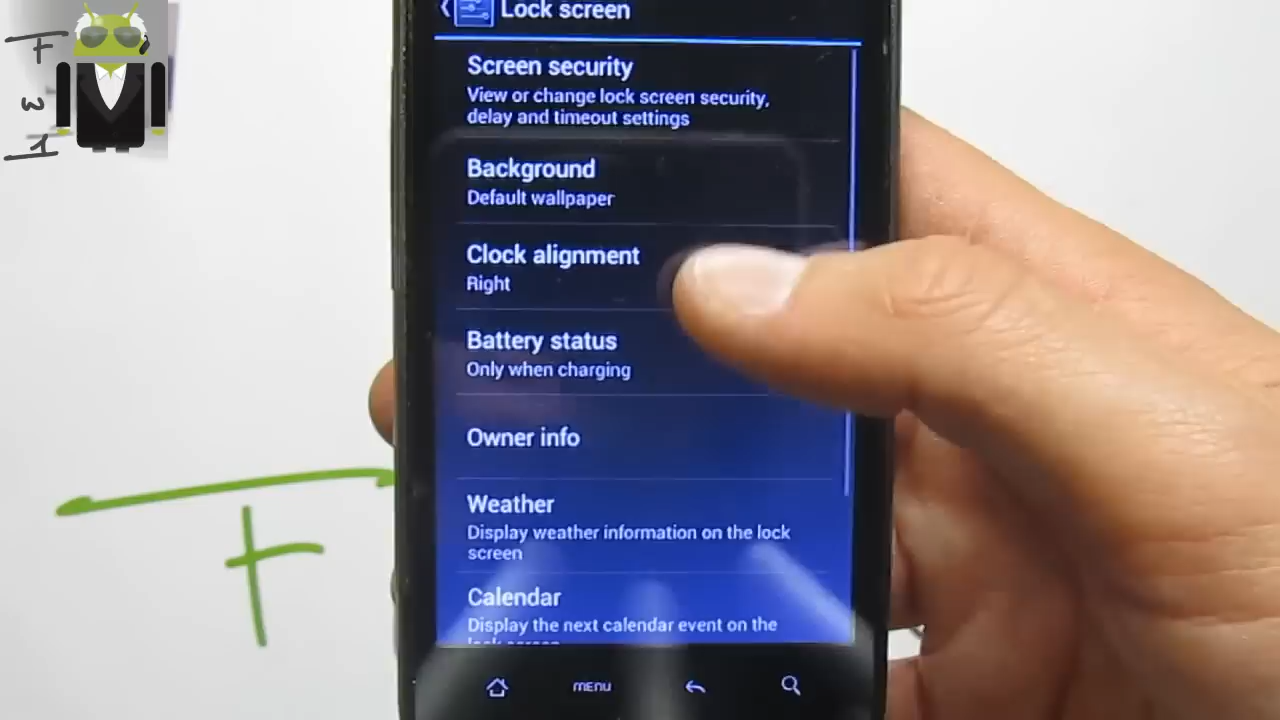 Lock screen
Screen security
View or change lock screen security,
delay and timeout settings
Background
Default wallpaper
Clock alignment
Right
Battery status
Only when charging
Owner info
Weather
Display weather information on the lock
screen
Calendar
Display the next calendar event on the
lock screen
MENU
F